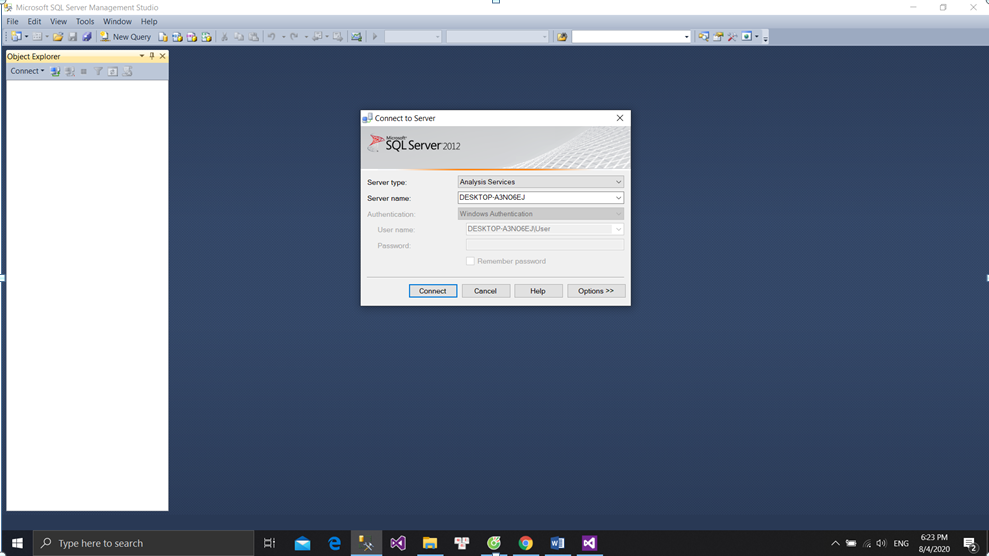 Microsoft SQL Server Management Studio
File Edit View Tools Window Help
New Query
Object Explorer
Connect
Connect to Server
Microsoft
SQL Server 2012
Server type: Analysis Services
Server name: DESKTOP-A3NO6EJ
Authentication: Windows Authentication
User name: DESKTOP-A3NO6EJ\User
Password:
Remember password
Connect Cancel Help Options >>
Type here to search
ENG
6:23 PM
8/4/2020
2